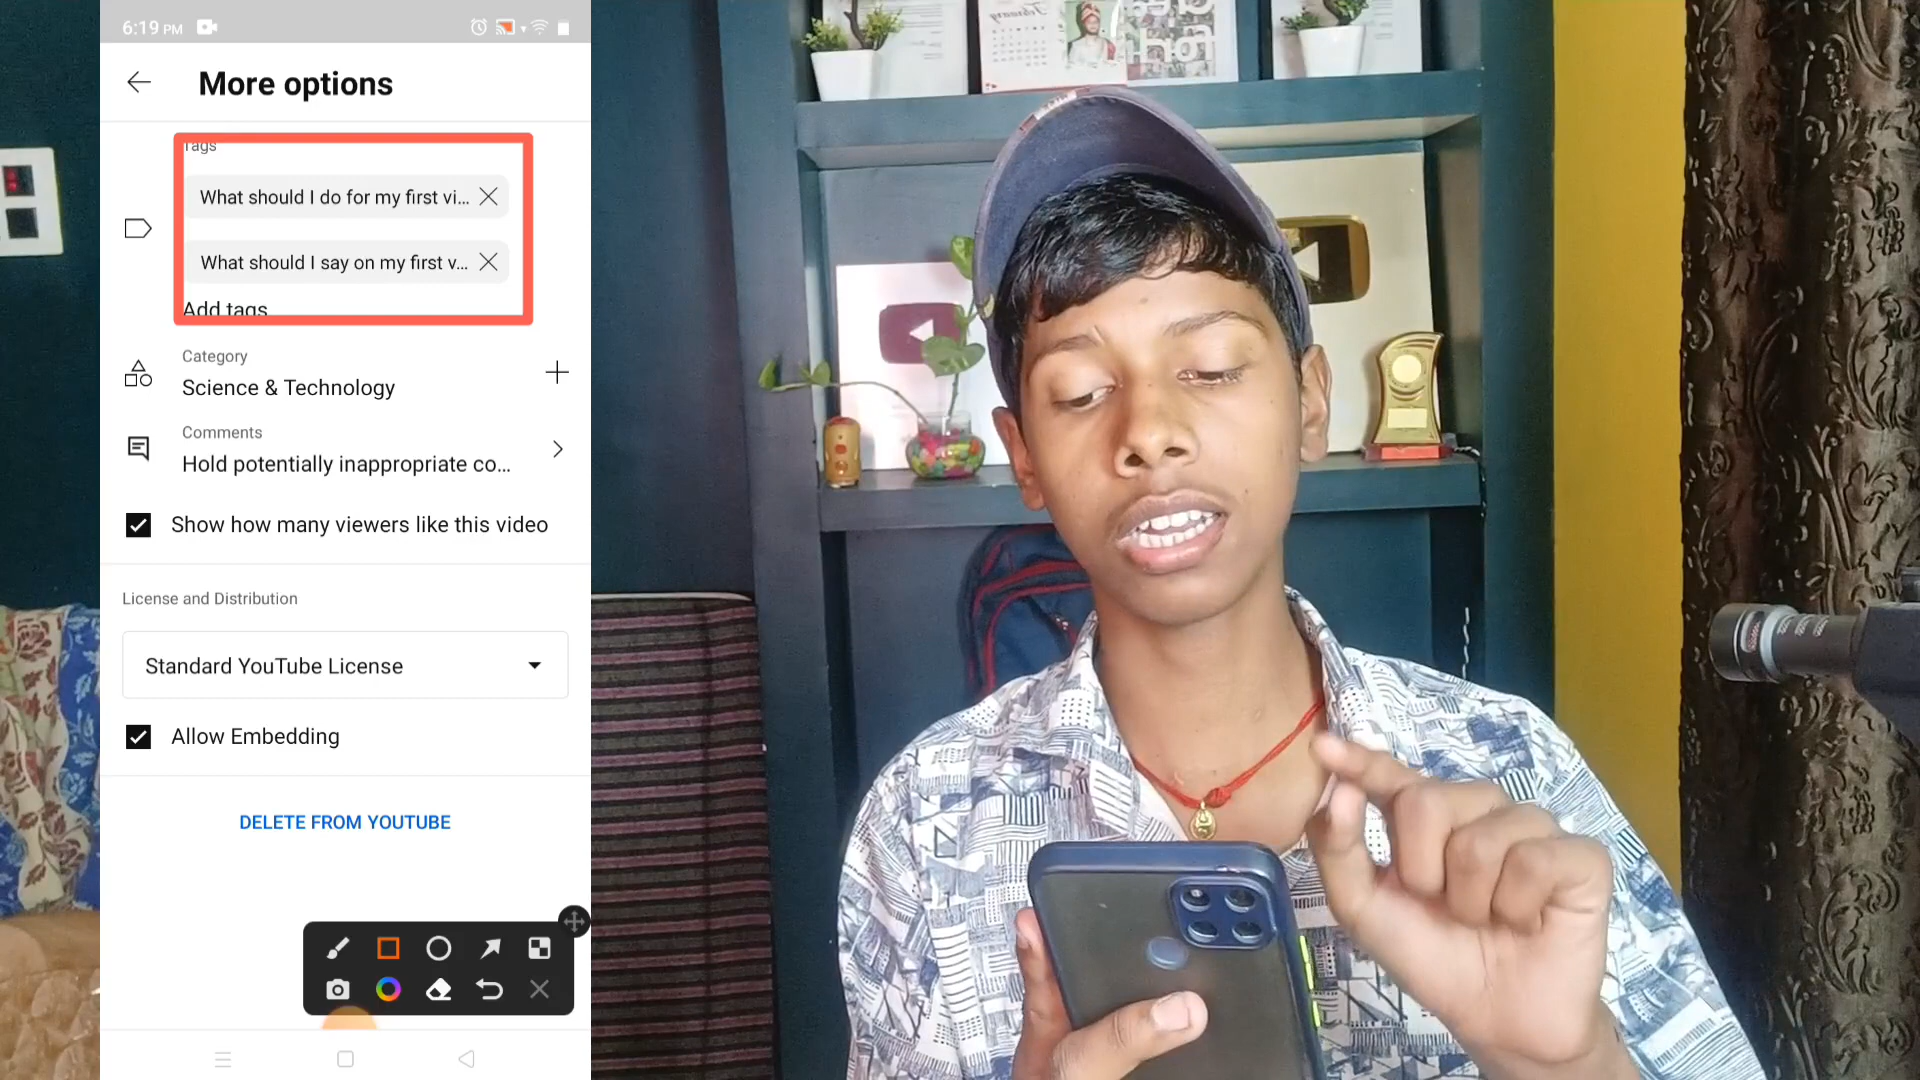 6:19 PM
More options
Tags
What should I do for my first vi...
What should I say on my first v...
Add tags
Category
Science & Technology
Comments
Hold potentially inappropriate co...
Show how many viewers like this video
License and Distribution
Standard YouTube License
Allow Embedding
DELETE FROM YOUTUBE
February